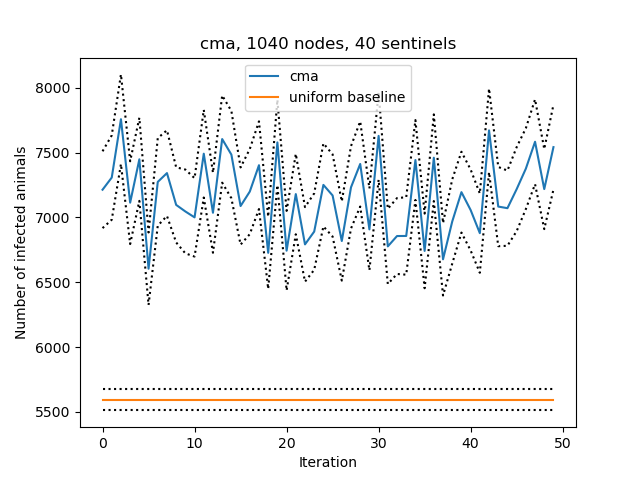 cma, 1040 nodes, 40 sentinels
cma
uniform baseline
Number of infected animals
8000
7500
7000
6500
6000
5500
0 10 20 30 40 50
Iteration